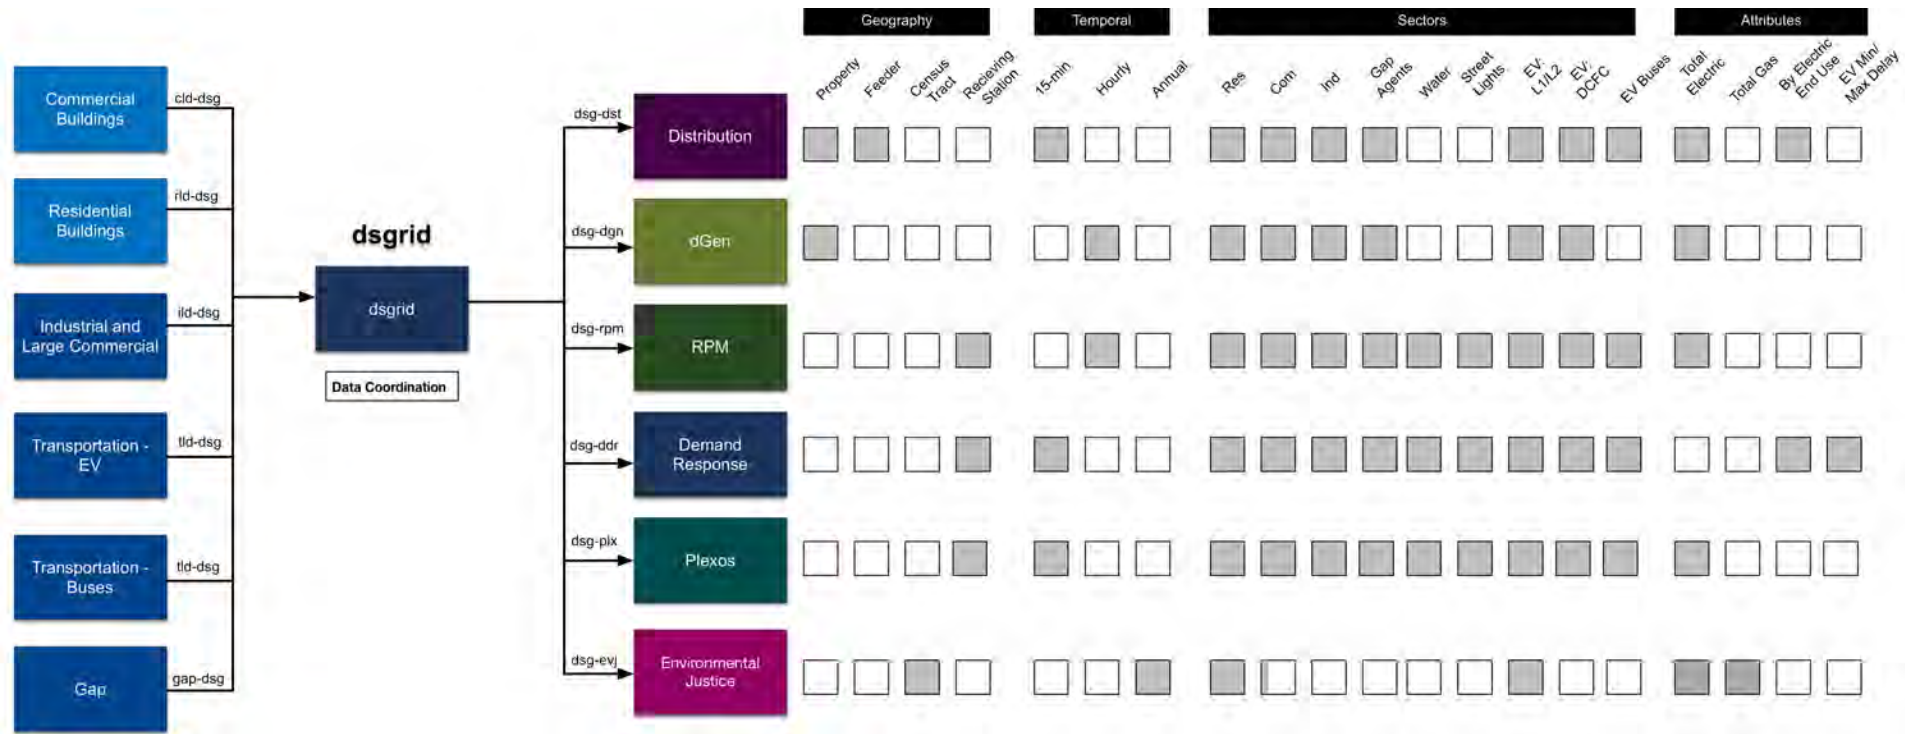 Geography
Temporal
Sectors
Attributes
Property
Feeder
Census
Tract
Recieving
Station
15-min
Hourly
Annual
Res
Com
Ind
Gap
Agents
Water
Street
Lights
EV:
L1/L2
EV:
DCFC
EV Buses
Total
Electric
Total Gas
By Electric
End Use
EV Min/
Max Delay
Commercial
Buildings
cld-dsg
Residential
Buildings
rld-dsg
Industrial and
Large Commercial
ild-dsg
Transportation -
EV
tld-dsg
Transportation -
Buses
tld-dsg
Gap
gap-dsg
dsgrid
dsgrid
Data Coordination
dsg-dst
Distribution
dsg-dgn
dGen
dsg-rpm
RPM
dsg-ddr
Demand
Response
dsg-plx
Plexos
dsg-evj
Environmental
Justice